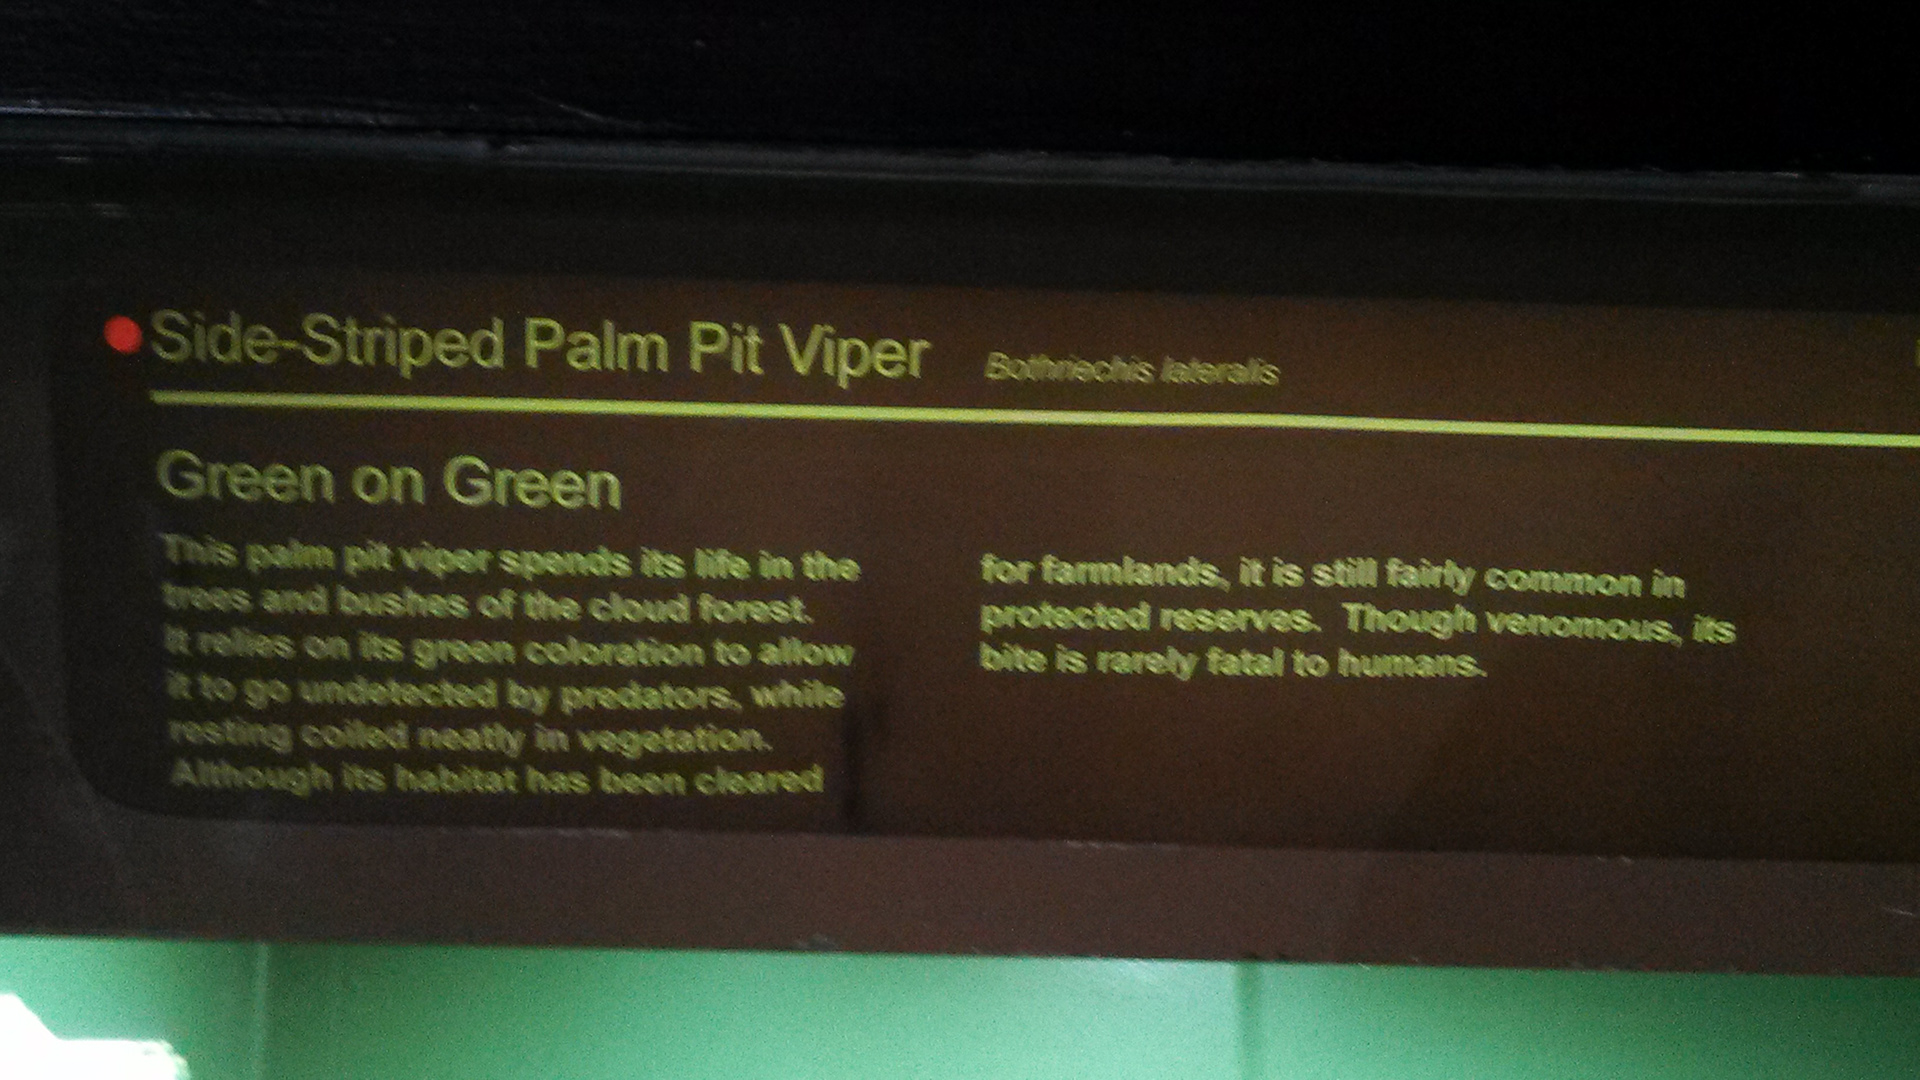 Side-Striped Palm Pit Viper Bothriechis lateralis
Green on Green
This palm pit viper spends its life in the
trees and bushes of the cloud forest.
It relies on its green coloration to allow
it to go undetected by predators, while
resting coiled neatly in vegetation.
Although its habitat has been cleared
for farmlands, it is still fairly common in
protected reserves. Though venomous, its
bite is rarely fatal to humans.